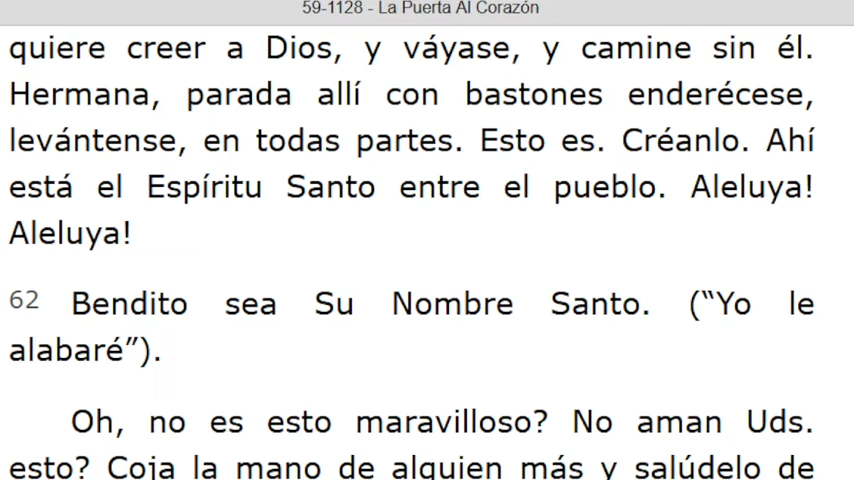 59-1128 - La Puerta Al Corazón
quiere creer a Dios, y váyase, y camine sin él.
Hermana, parada allí con bastones enderécese,
levántense, en todas partes. Esto es. Créanlo. Ahí
está el Espíritu Santo entre el pueblo. Aleluya!
Aleluya!
62 Bendito sea Su Nombre Santo. (“Yo le
alabaré”).
Oh, no es esto maravilloso? No aman Uds.
esto? Coja la mano de alguien más y salúdelo de